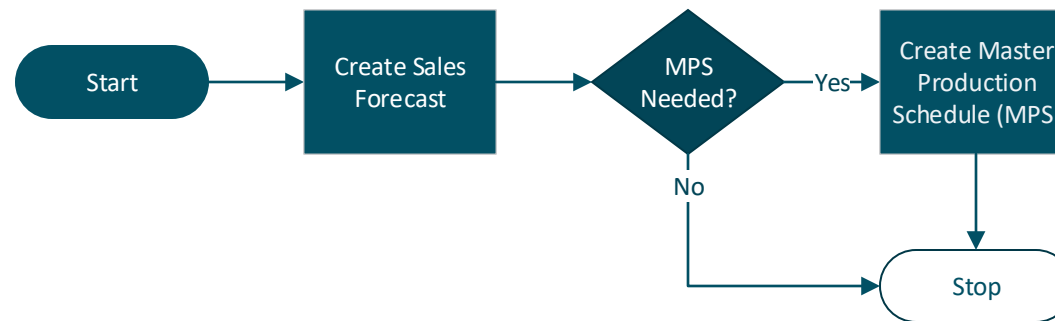 Start
Create Sales
Forecast
MPS
Needed?
Yes
Create Master
Production
Schedule (MPS
No
Stop